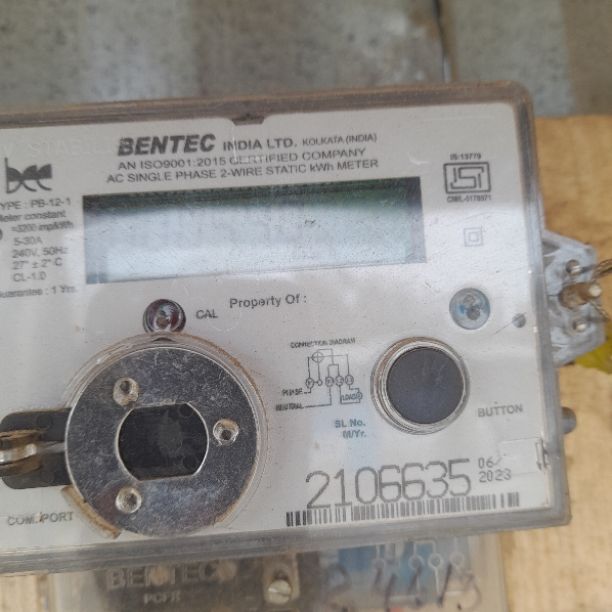 BENTEC INDIA LTD. KOLKATA (INDIA)
AN ISO9001:2015 CERTIFIED COMPANY
AC SINGLE PHASE 2-WIRE STATIC kWh METER
IS:13779
bee
TYPE : PB-12-1
Meter constant
5-30A
240V, 50Hz
27° ± 2° C
CL-1.0
Guarantee : 1 Yrs.
CAL
Property Of :
CONNECTION DIAGRAM
PHASE
NEUTRAL
LOAD
BUTTON
SL No.
M/Yr.
2106635
06/
2023
COM. PORT
BENTEC